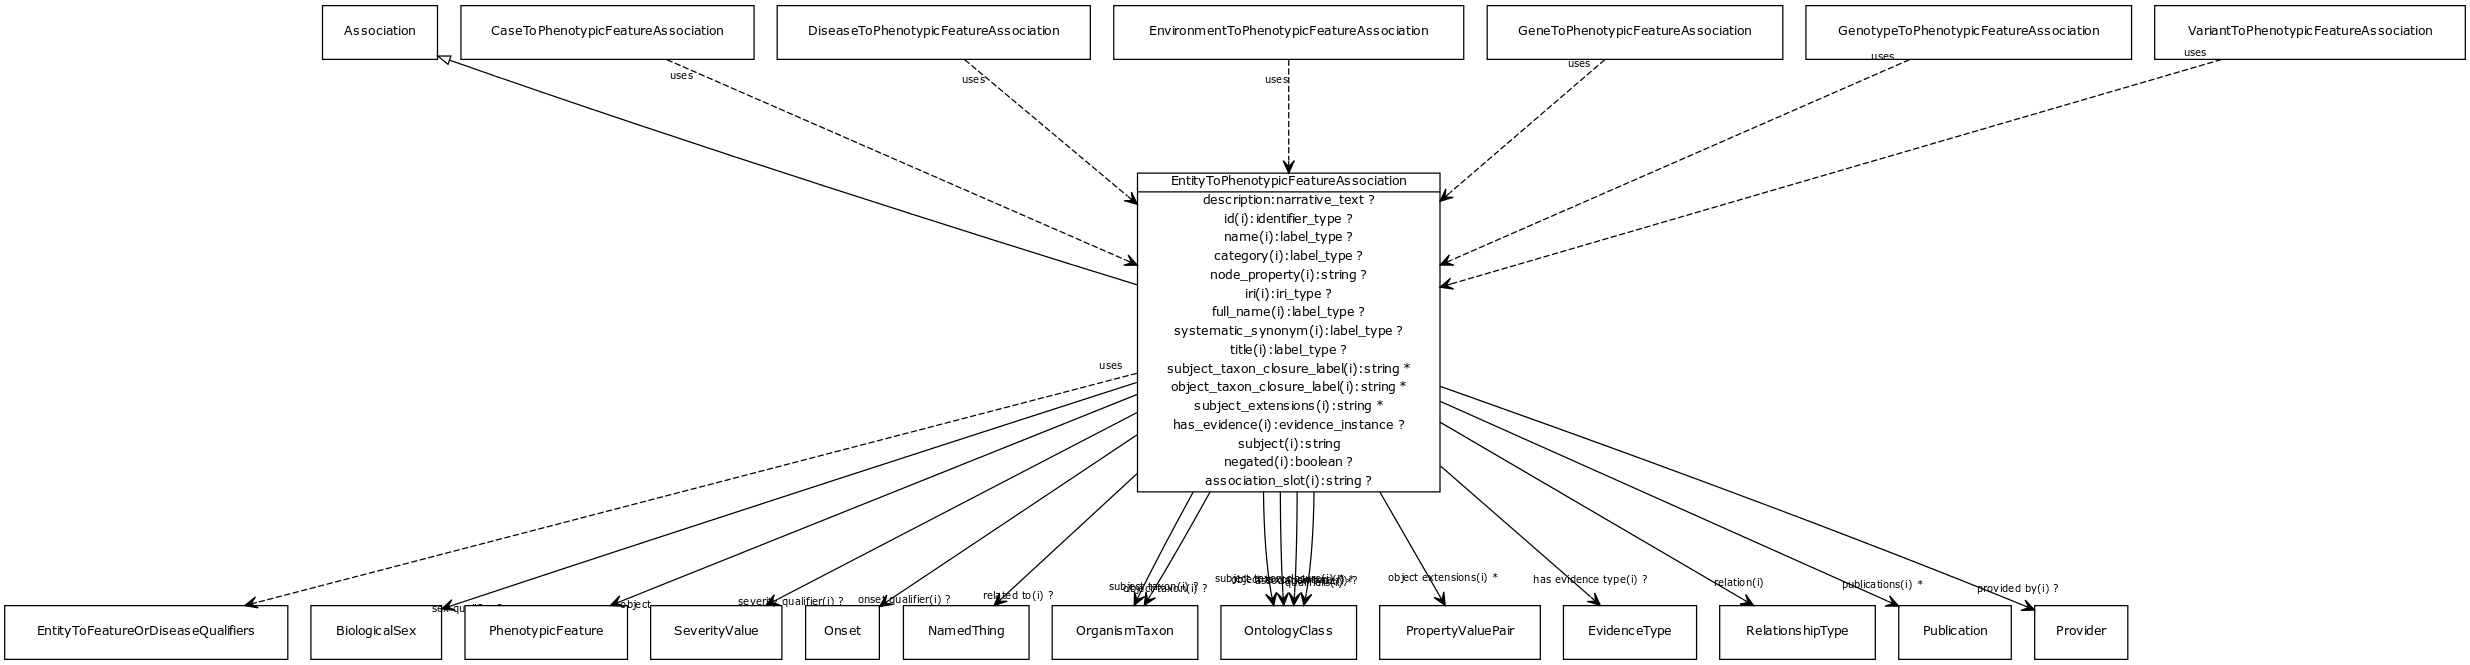 Association
CaseToPhenotypicFeatureAssociation
DiseaseToPhenotypicFeatureAssociation
EnvironmentToPhenotypicFeatureAssociation
GeneToPhenotypicFeatureAssociation
GenotypeToPhenotypicFeatureAssociation
VariantToPhenotypicFeatureAssociation
uses
uses
uses
uses
uses
uses
EntityToPhenotypicFeatureAssociation
description:narrative_text ?
id(i):identifier_type ?
name(i):label_type ?
category(i):label_type ?
node_property(i):string ?
iri(i):iri_type ?
full_name(i):label_type ?
systematic_synonym(i):label_type ?
title(i):label_type ?
subject_taxon_closure_label(i):string *
object_taxon_closure_label(i):string *
subject_extensions(i):string *
has_evidence(i):evidence_instance ?
subject(i):string
negated(i):boolean ?
association_slot(i):string ?
uses
object
severity qualifier(i) ?
onset qualifier(i) ?
related to(i) ?
subject taxon(i) ?
object taxon(i) ?
object extensions(i) *
has evidence type(i) ?
relation(i)
publications(i) *
provided by(i) ?
EntityToFeatureOrDiseaseQualifiers
BiologicalSex
PhenotypicFeature
SeverityValue
Onset
NamedThing
OrganismTaxon
OntologyClass
PropertyValuePair
EvidenceType
RelationshipType
Publication
Provider